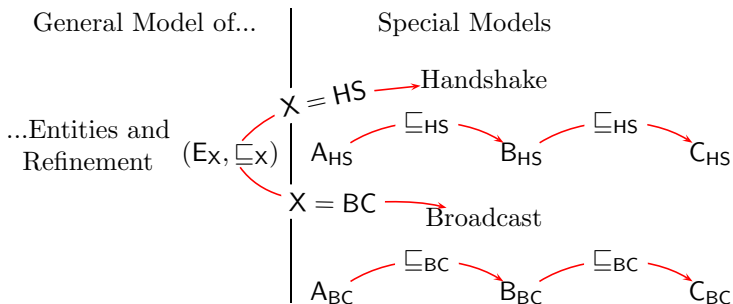 General Model of...
Special Models
X = HS
Handshake
...Entities and
Refinement
(E_X, ⊑_X)
⊑_HS
⊑_HS
A_HS
B_HS
C_HS
X = BC
Broadcast
⊑_BC
⊑_BC
A_BC
B_BC
C_BC